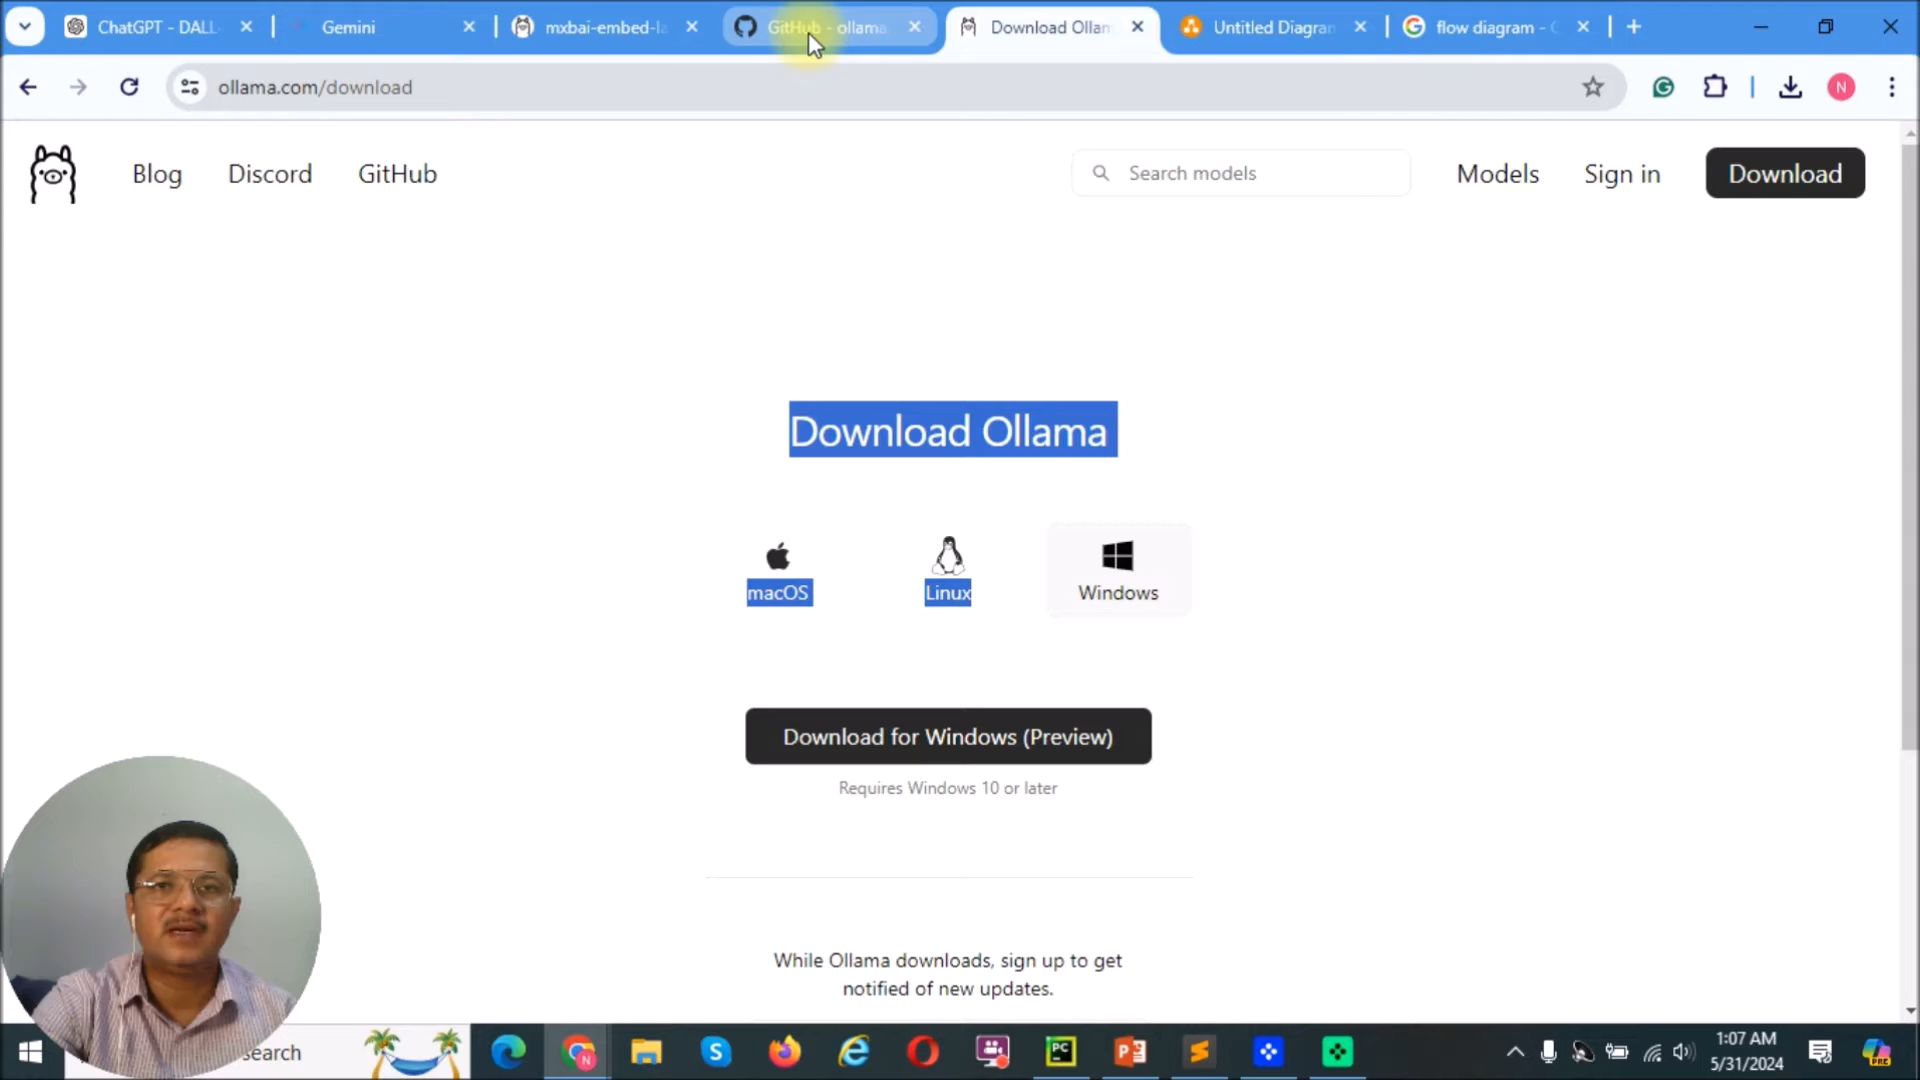 ChatGPT - DALL-
Gemini
mxbai-embed-la
GitHub - ollama
Download Ollam
Untitled Diagran
flow diagram - G
ollama.com/download
N
Blog
Discord
GitHub
Search models
Models
Sign in
Download
Download Ollama
macOS
Linux
Windows
Download for Windows (Preview)
Requires Windows 10 or later
While Ollama downloads, sign up to get
notified of new updates.
search
1:07 AM
5/31/2024